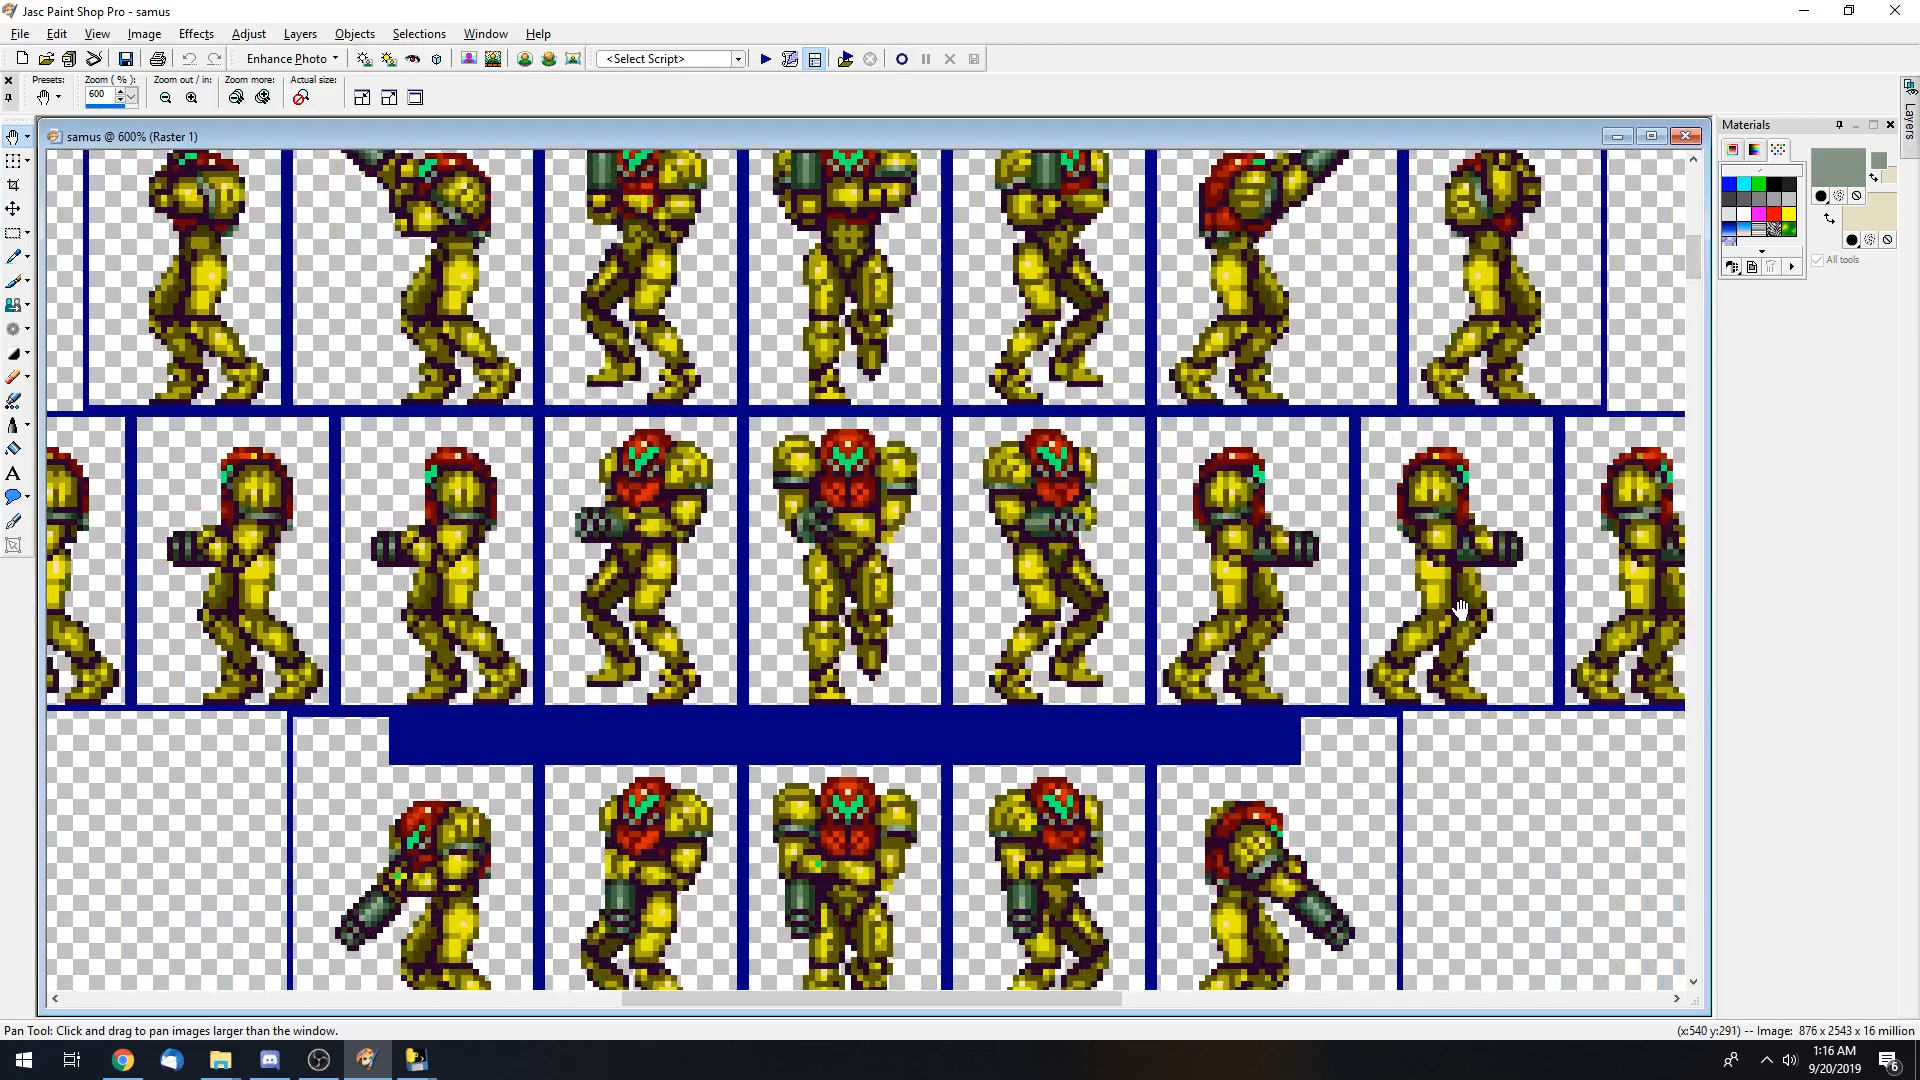 Jasc Paint Shop Pro - samus
File Edit View Image Effects Adjust Layers Objects Selections Window Help
Enhance Photo <Select Script>
Presets: Zoom ( % ): Zoom out / in: Zoom more: Actual size:
600
samus @ 600% (Raster 1)
Materials
Layers
All tools
Pan Tool: Click and drag to pan images larger than the window.
(x:540 y:291) -- Image: 876 x 2543 x 16 million
1:16 AM
9/20/2019
6